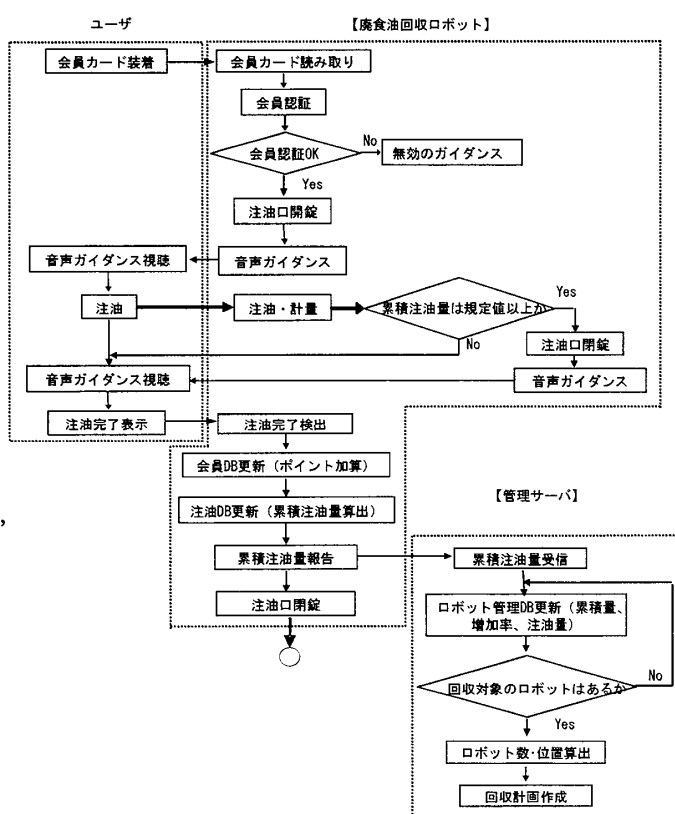 ユーザ
【廃食油回収ロボット】
会員カード装着
会員カード読み取り
会員認証
会員認証OK
No
無効のガイダンス
Yes
注油口開錠
音声ガイダンス視聴
音声ガイダンス
注油
注油・計量
累積注油量は規定値以上か
Yes
No
注油口閉錠
音声ガイダンス視聴
音声ガイダンス
注油完了表示
注油完了検出
会員DB更新（ポイント加算）
注油DB更新（累積注油量算出）
累積注油量報告
注油口閉錠
【管理サーバ】
累積注油量受信
ロボット管理DB更新（累積量、
増加率、注油量）
回収対象のロボットはあるか
No
Yes
ロボット数・位置算出
回収計画作成